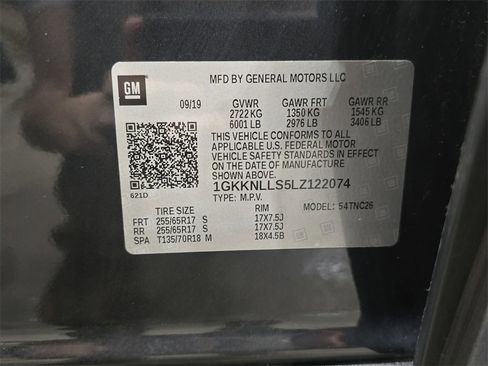 GM
MFD BY GENERAL MOTORS LLC
09/19 GVWR GAWR FRT GAWR RR
2722 KG 1350 KG 1545 KG
6001 LB 2976 LB 3406 LB
THIS VEHICLE CONFORMS TO ALL
APPLICABLE U.S. FEDERAL MOTOR
VEHICLE SAFETY STANDARDS IN EFFECT
ON THE DATE OF MANUFACTURE
SHOWN ABOVE.
1GKKNLLS5LZ122074
621D
TYPE: M.P.V. MODEL: 54TNC26
TIRE SIZE RIM
FRT 255/65R17 S 17X7.5J
RR 255/65R17 S 17X7.5J
SPA T135/70R18 M 18X4.5B